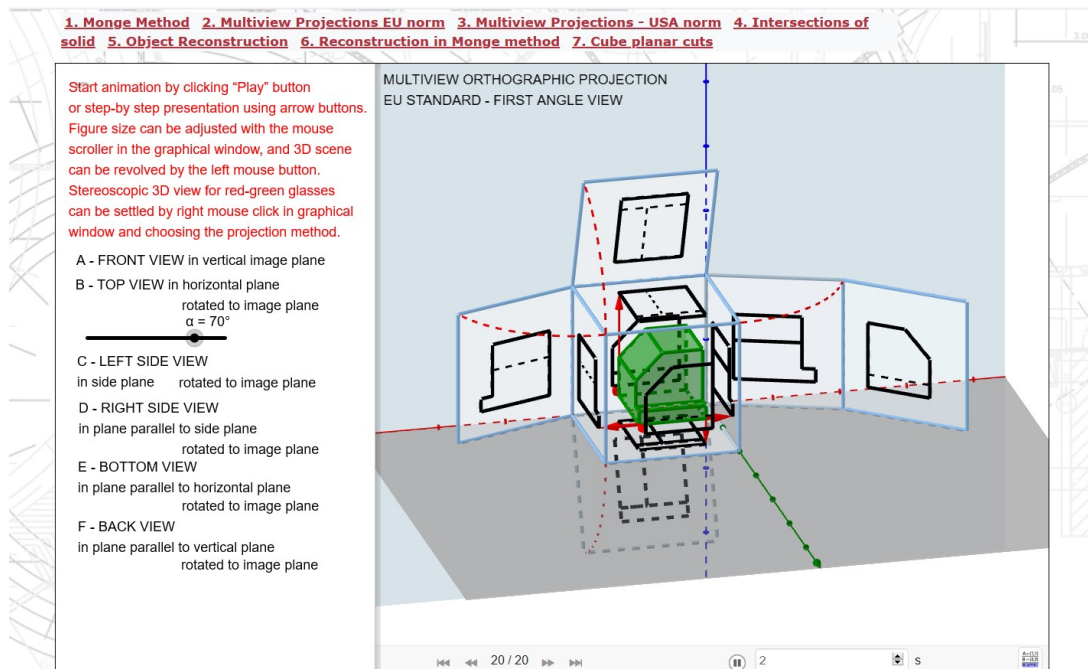 1. Monge Method 2. Multiview Projections EU norm 3. Multiview Projections - USA norm 4. Intersections of
solid 5. Object Reconstruction 6. Reconstruction in Monge method 7. Cube planar cuts
Start animation by clicking “Play” button
or step-by step presentation using arrow buttons.
Figure size can be adjusted with the mouse
scroller in the graphical window, and 3D scene
can be revolved by the left mouse button.
Stereoscopic 3D view for red-green glasses
can be settled by right mouse click in graphical
window and choosing the projection method.
A - FRONT VIEW in vertical image plane
B - TOP VIEW in horizontal plane
rotated to image plane
α = 70°
C - LEFT SIDE VIEW
in side plane rotated to image plane
D - RIGHT SIDE VIEW
in plane parallel to side plane
rotated to image plane
E - BOTTOM VIEW
in plane parallel to horizontal plane
rotated to image plane
F - BACK VIEW
in plane parallel to vertical plane
rotated to image plane
MULTIVIEW ORTHOGRAPHIC PROJECTION
EU STANDARD - FIRST ANGLE VIEW
20 / 20
2 s